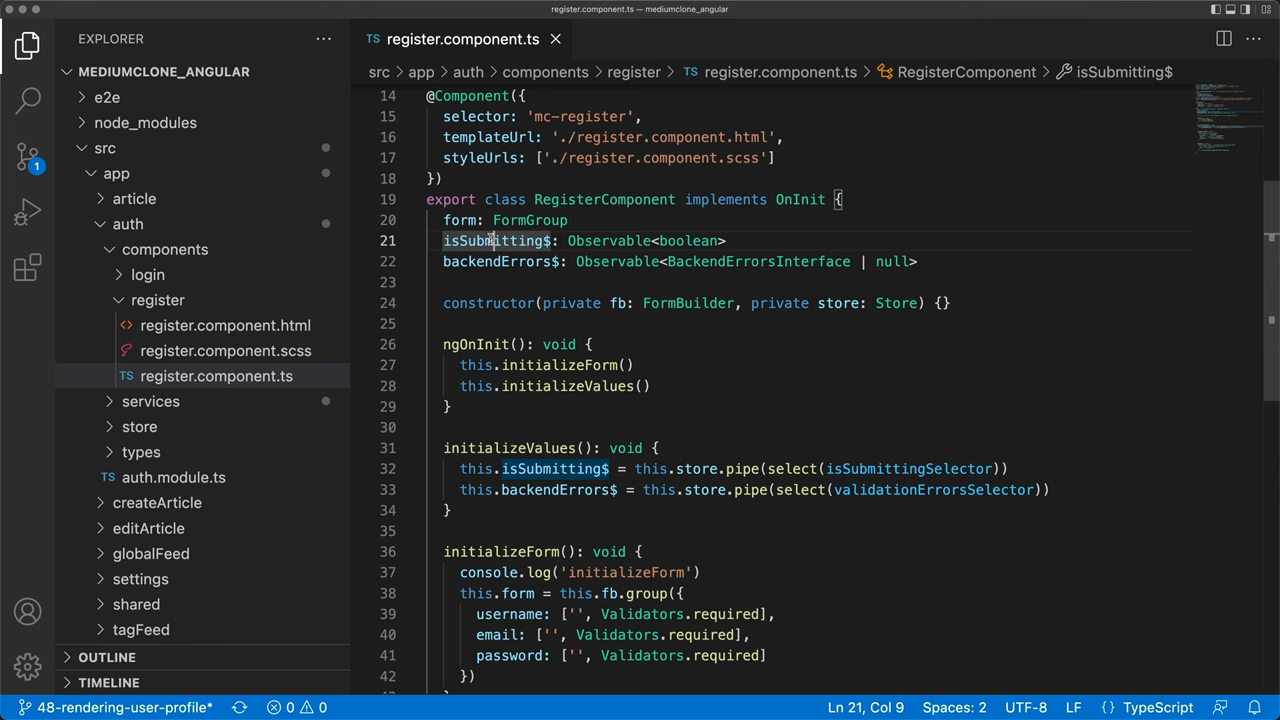 register.component.ts — mediumclone_angular
EXPLORER
MEDIUMCLONE_ANGULAR
e2e
node_modules
src
app
article
auth
components
login
register
register.component.html
register.component.scss
TS register.component.ts
services
store
types
TS auth.module.ts
createArticle
editArticle
globalFeed
settings
shared
tagFeed
OUTLINE
TIMELINE
1
TS register.component.ts
src > app > auth > components > register > TS register.component.ts > RegisterComponent > isSubmitting$
14 @Component({
15 selector: 'mc-register',
16 templateUrl: './register.component.html',
17 styleUrls: ['./register.component.scss']
18 })
19 export class RegisterComponent implements OnInit {
20 form: FormGroup
21 isSubmitting$: Observable<boolean>
22 backendErrors$: Observable<BackendErrorsInterface | null>
23
24 constructor(private fb: FormBuilder, private store: Store) {}
25
26 ngOnInit(): void {
27 this.initializeForm()
28 this.initializeValues()
29 }
30
31 initializeValues(): void {
32 this.isSubmitting$ = this.store.pipe(select(isSubmittingSelector))
33 this.backendErrors$ = this.store.pipe(select(validationErrorsSelector))
34 }
35
36 initializeForm(): void {
37 console.log('initializeForm')
38 this.form = this.fb.group({
39 username: ['', Validators.required],
40 email: ['', Validators.required],
41 password: ['', Validators.required]
42 })
48-rendering-user-profile* 0 0 Ln 21, Col 9 Spaces: 2 UTF-8 LF {} TypeScript